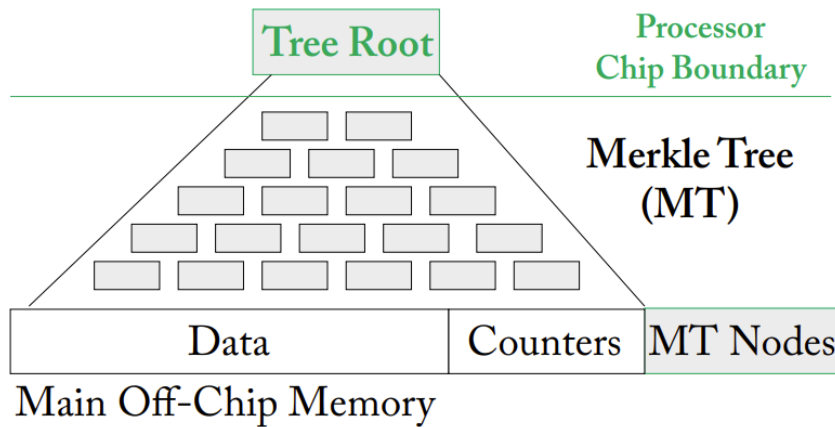 Tree Root
Processor
Chip Boundary
Merkle Tree
(MT)
Data
Counters
MT Nodes
Main Off-Chip Memory